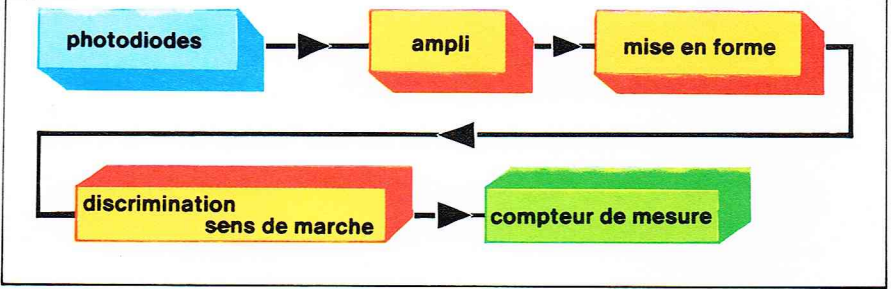 photodiodes
ampli
mise en forme
discrimination
sens de marche
compteur de mesure